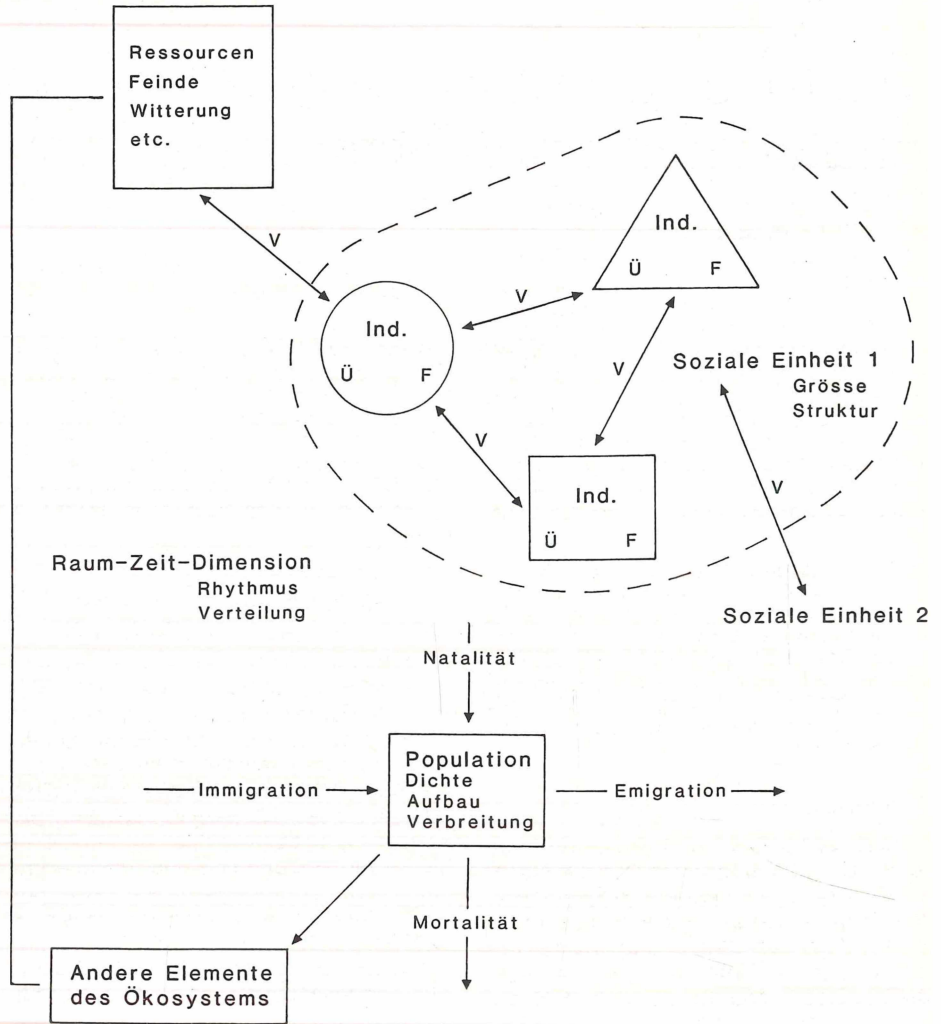 Ressourcen
Feinde
Witterung
etc.
V
Ind.
Ü F
V
Ind.
Ü F
V
Soziale Einheit 1
Grösse
Struktur
V
Ind.
Ü F
V
Raum-Zeit-Dimension
Rhythmus
Verteilung
Soziale Einheit 2
Natalität
Population
Dichte
Aufbau
Verbreitung
Immigration
Emigration
Mortalität
Andere Elemente
des Ökosystems